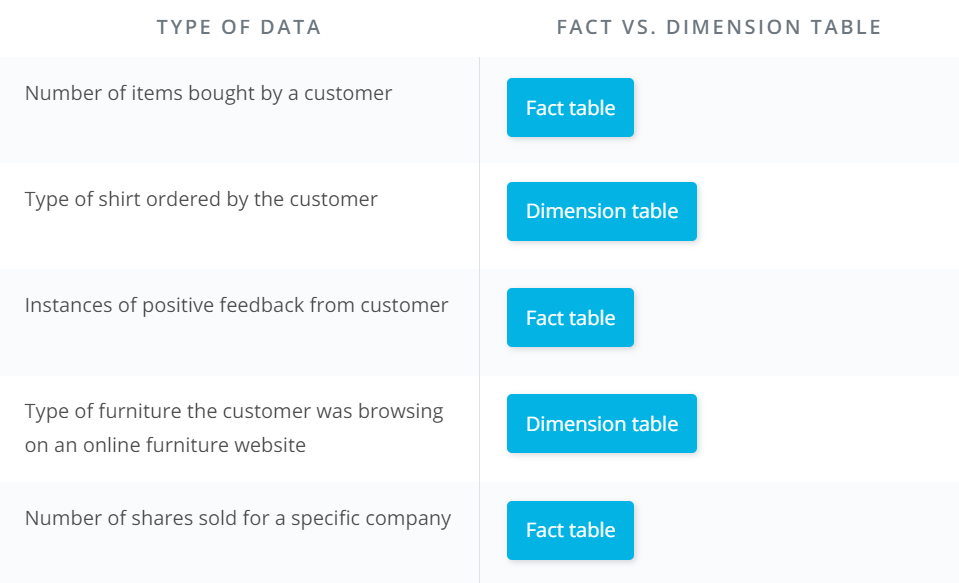 TYPE OF DATA
FACT VS. DIMENSION TABLE
Number of items bought by a customer
Fact table
Type of shirt ordered by the customer
Dimension table
Instances of positive feedback from customer
Fact table
Type of furniture the customer was browsing
on an online furniture website
Dimension table
Number of shares sold for a specific company
Fact table